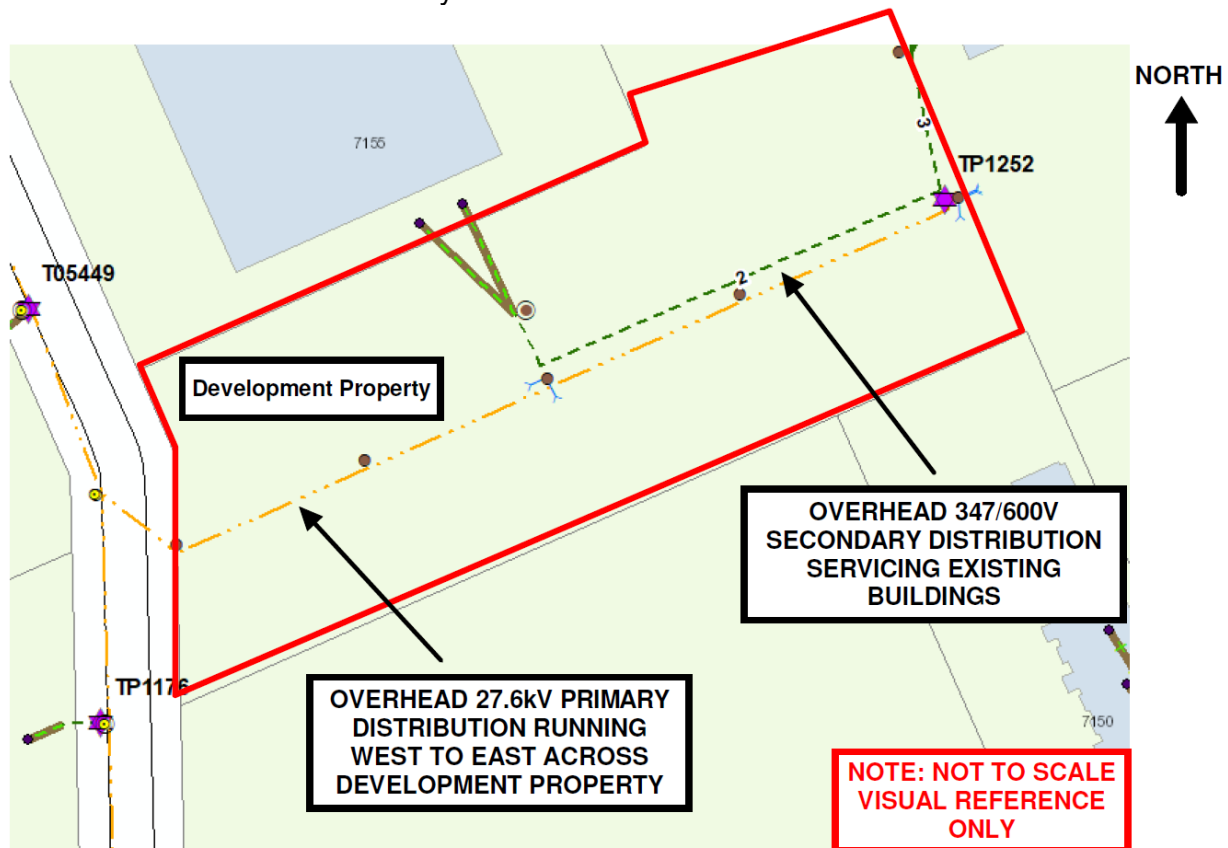 NORTH
7155
3
TP1252
T05449
2
Development Property
OVERHEAD 347/600V
SECONDARY DISTRIBUTION
SERVICING EXISTING
BUILDINGS
TP1176
OVERHEAD 27.6kV PRIMARY
DISTRIBUTION RUNNING
WEST TO EAST ACROSS
DEVELOPMENT PROPERTY
7150
NOTE: NOT TO SCALE
VISUAL REFERENCE
ONLY